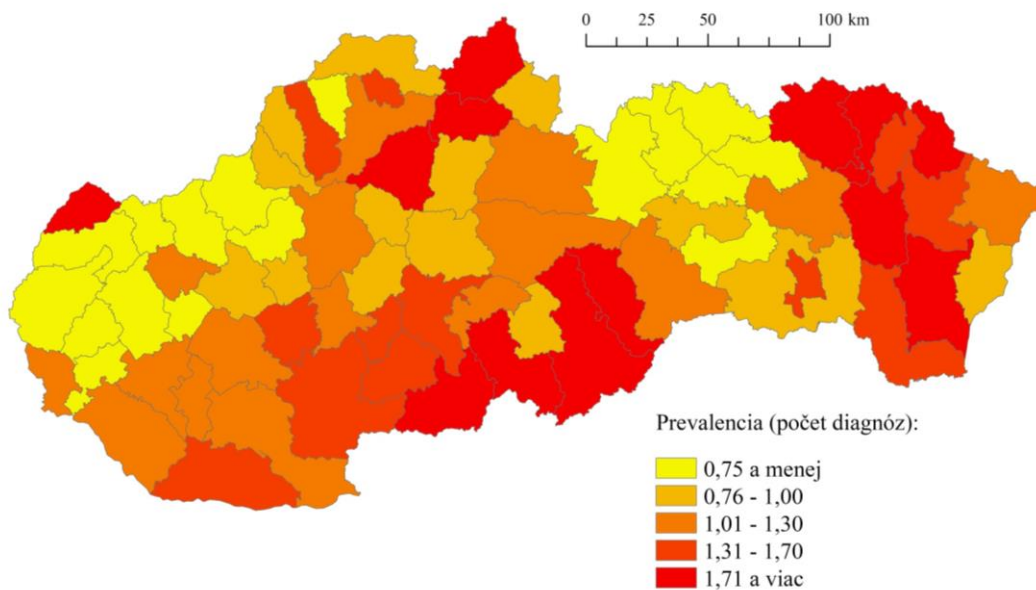 0 25 50 100 km
Prevalencia (počet diagnóz):
0,75 a menej
0,76 - 1,00
1,01 - 1,30
1,31 - 1,70
1,71 a viac